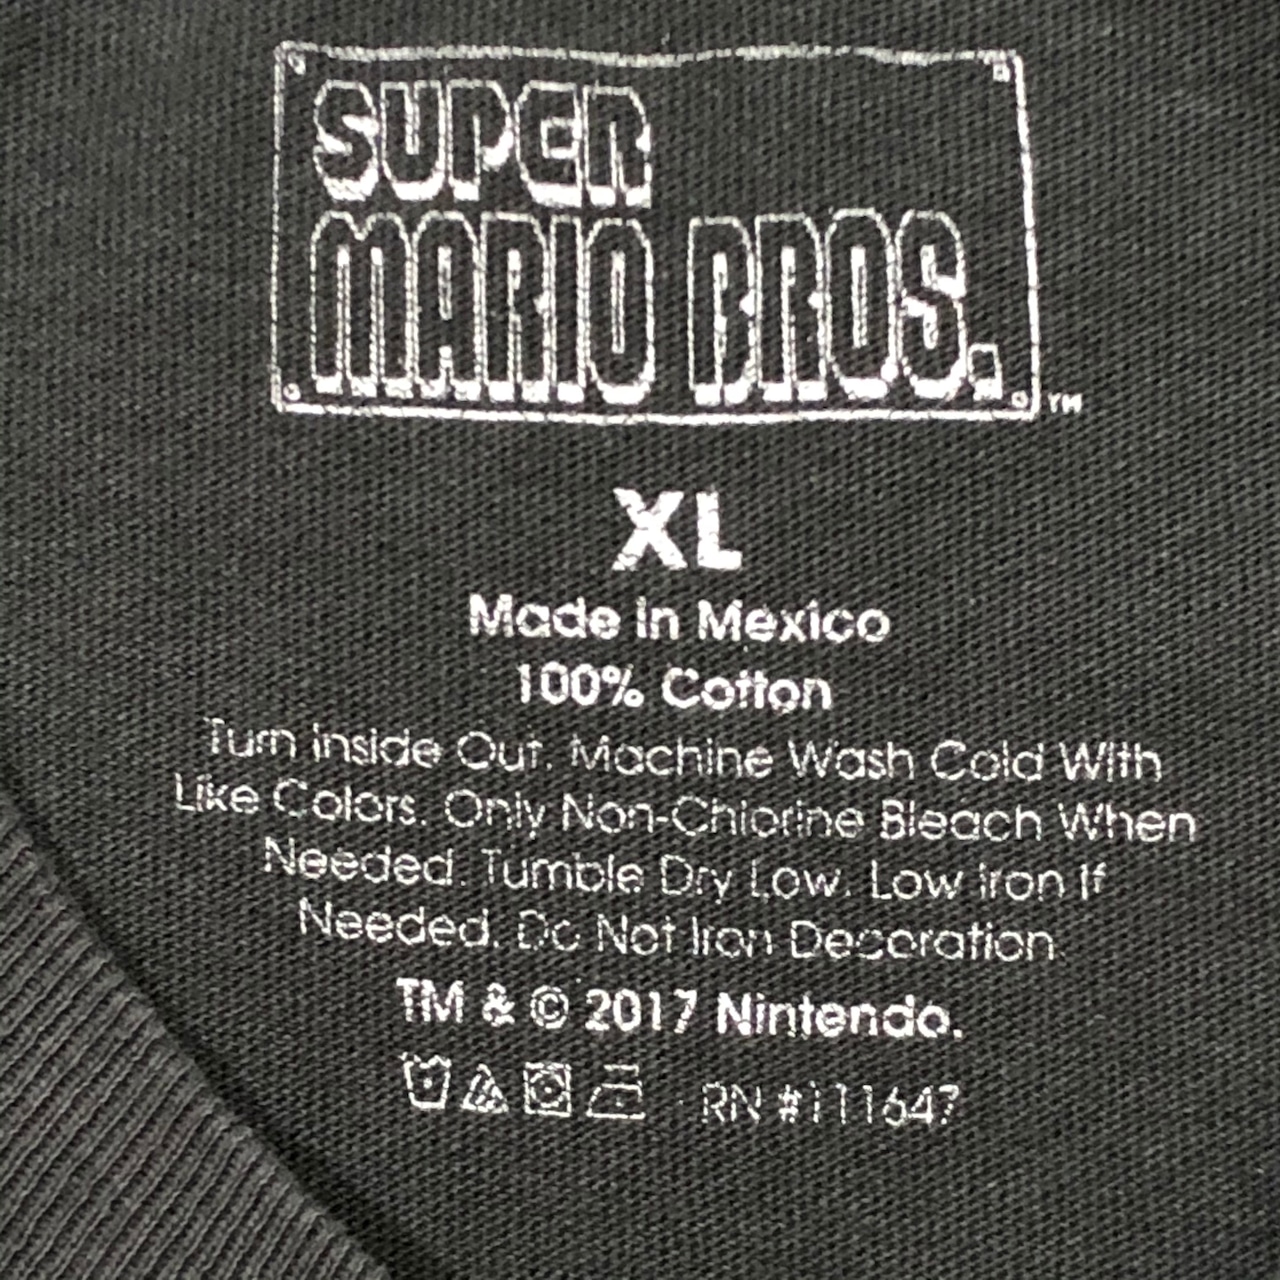 SUPER
MARIO BROS.™
XL
Made in Mexico
100% Cotton
Turn Inside Out. Machine Wash Cold With
Like Colors. Only Non-Chlorine Bleach When
Needed. Tumble Dry Low. Low Iron If
Needed. Do Not Iron Decoration
TM & © 2017 Nintendo.
RN #111647